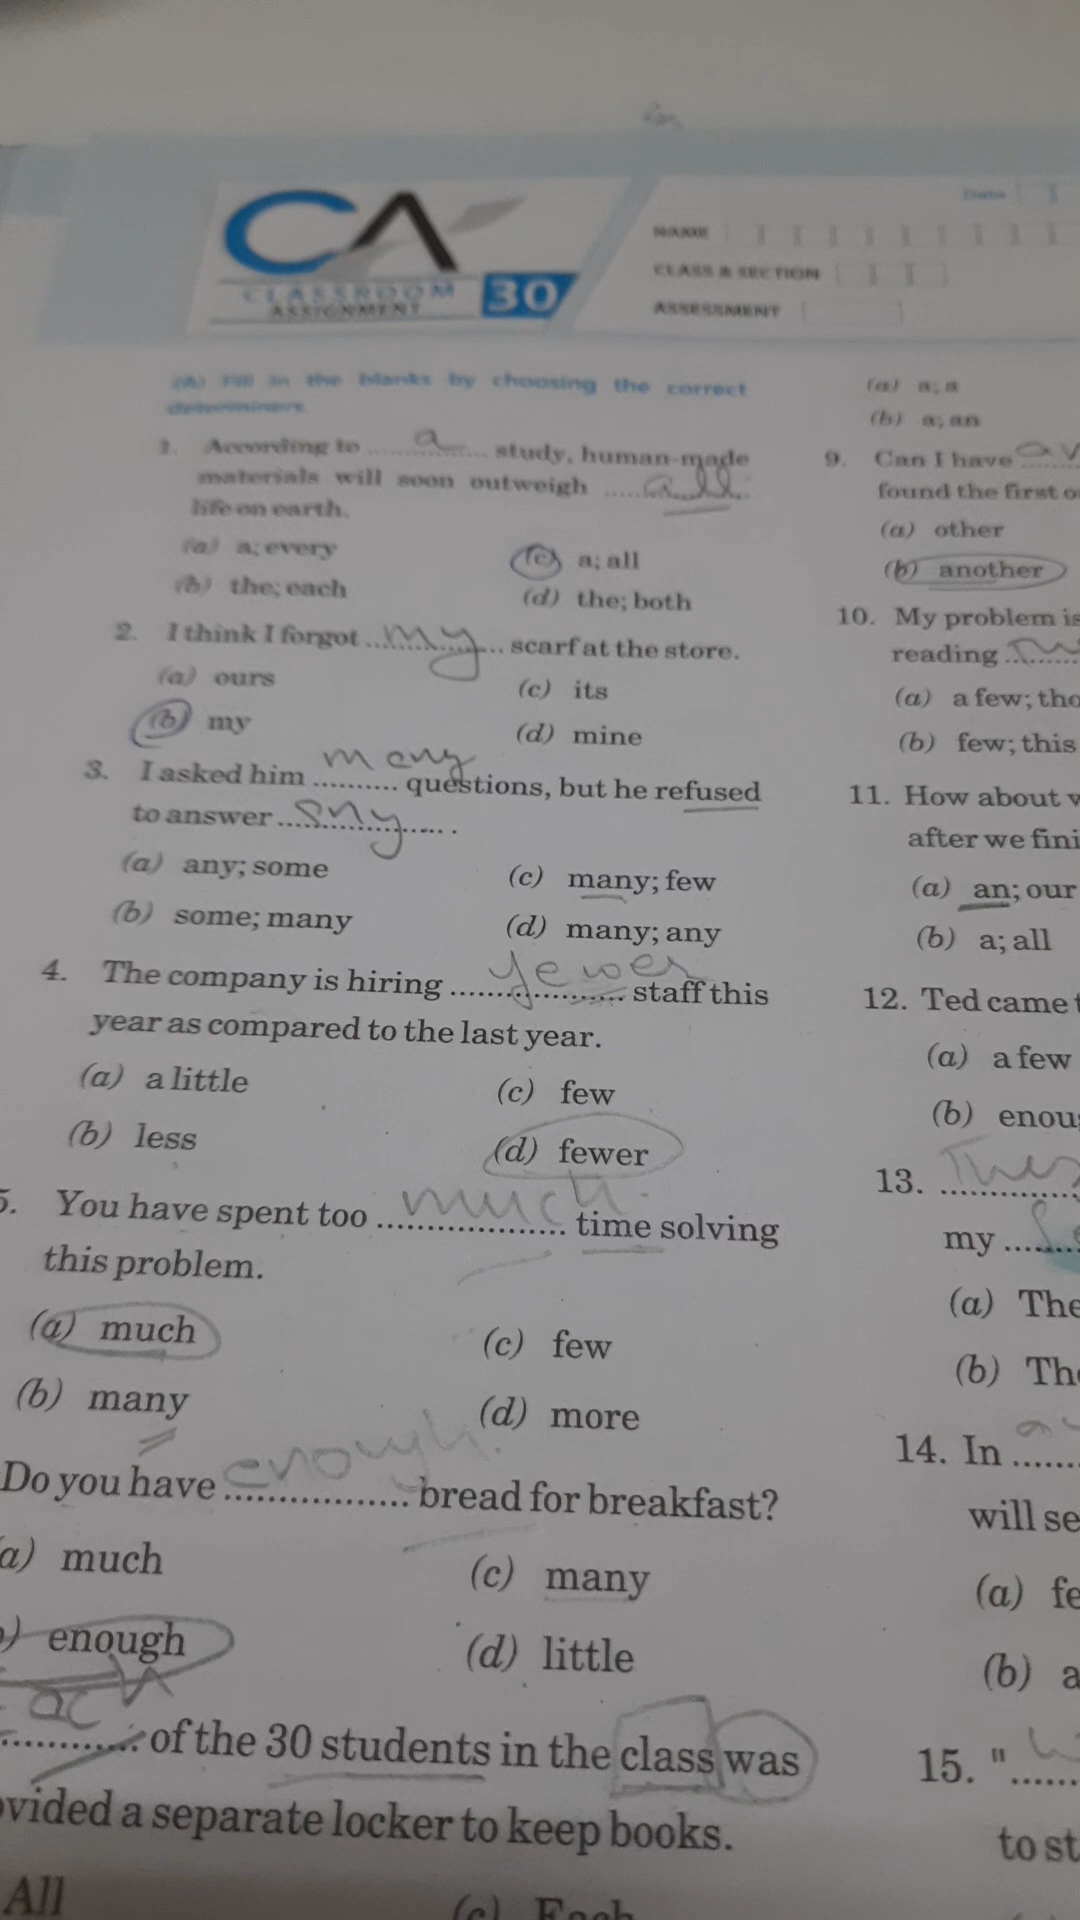 CA
CLASSROOM
ASSIGNMENT
30
Date
NAME
CLASS & SECTION
ASSESSMENT
(A) Fill in the blanks by choosing the correct
determiners.
1. According to .......... a .......... study, human-made
materials will soon outweigh ..... all .....
life on earth.
(a) a; every
(c) a; all
(b) the; each
(d) the; both
2. I think I forgot ..... my ..... scarf at the store.
(a) ours
(c) its
(b) my
(d) mine
3. I asked him .......... many questions, but he refused
to answer ..... any ..... .
(a) any; some
(c) many; few
(b) some; many
(d) many; any
4. The company is hiring .......... fewer .......... staff this
year as compared to the last year.
(a) a little
(c) few
(b) less
(d) fewer
5. You have spent too .......... much .......... time solving
this problem.
(a) much
(c) few
(b) many
(d) more
Do you have .......... enough .......... bread for breakfast?
a) much
(c) many
) enough
(d) little
.......... of the 30 students in the class was
vided a separate locker to keep books.
All
(c) Each
(a) a; a
(b) a; an
9. Can I have
found the first
(a) other
(b) another
10. My problem is
reading
(a) a few;
(b) few; this
11. How about
after we
(a) an; our
(b) a; all
12. Ted came
(a) a few
(b)
13.
my
(a)
(b)
14. In
will
(a)
(b) a
15. "
to